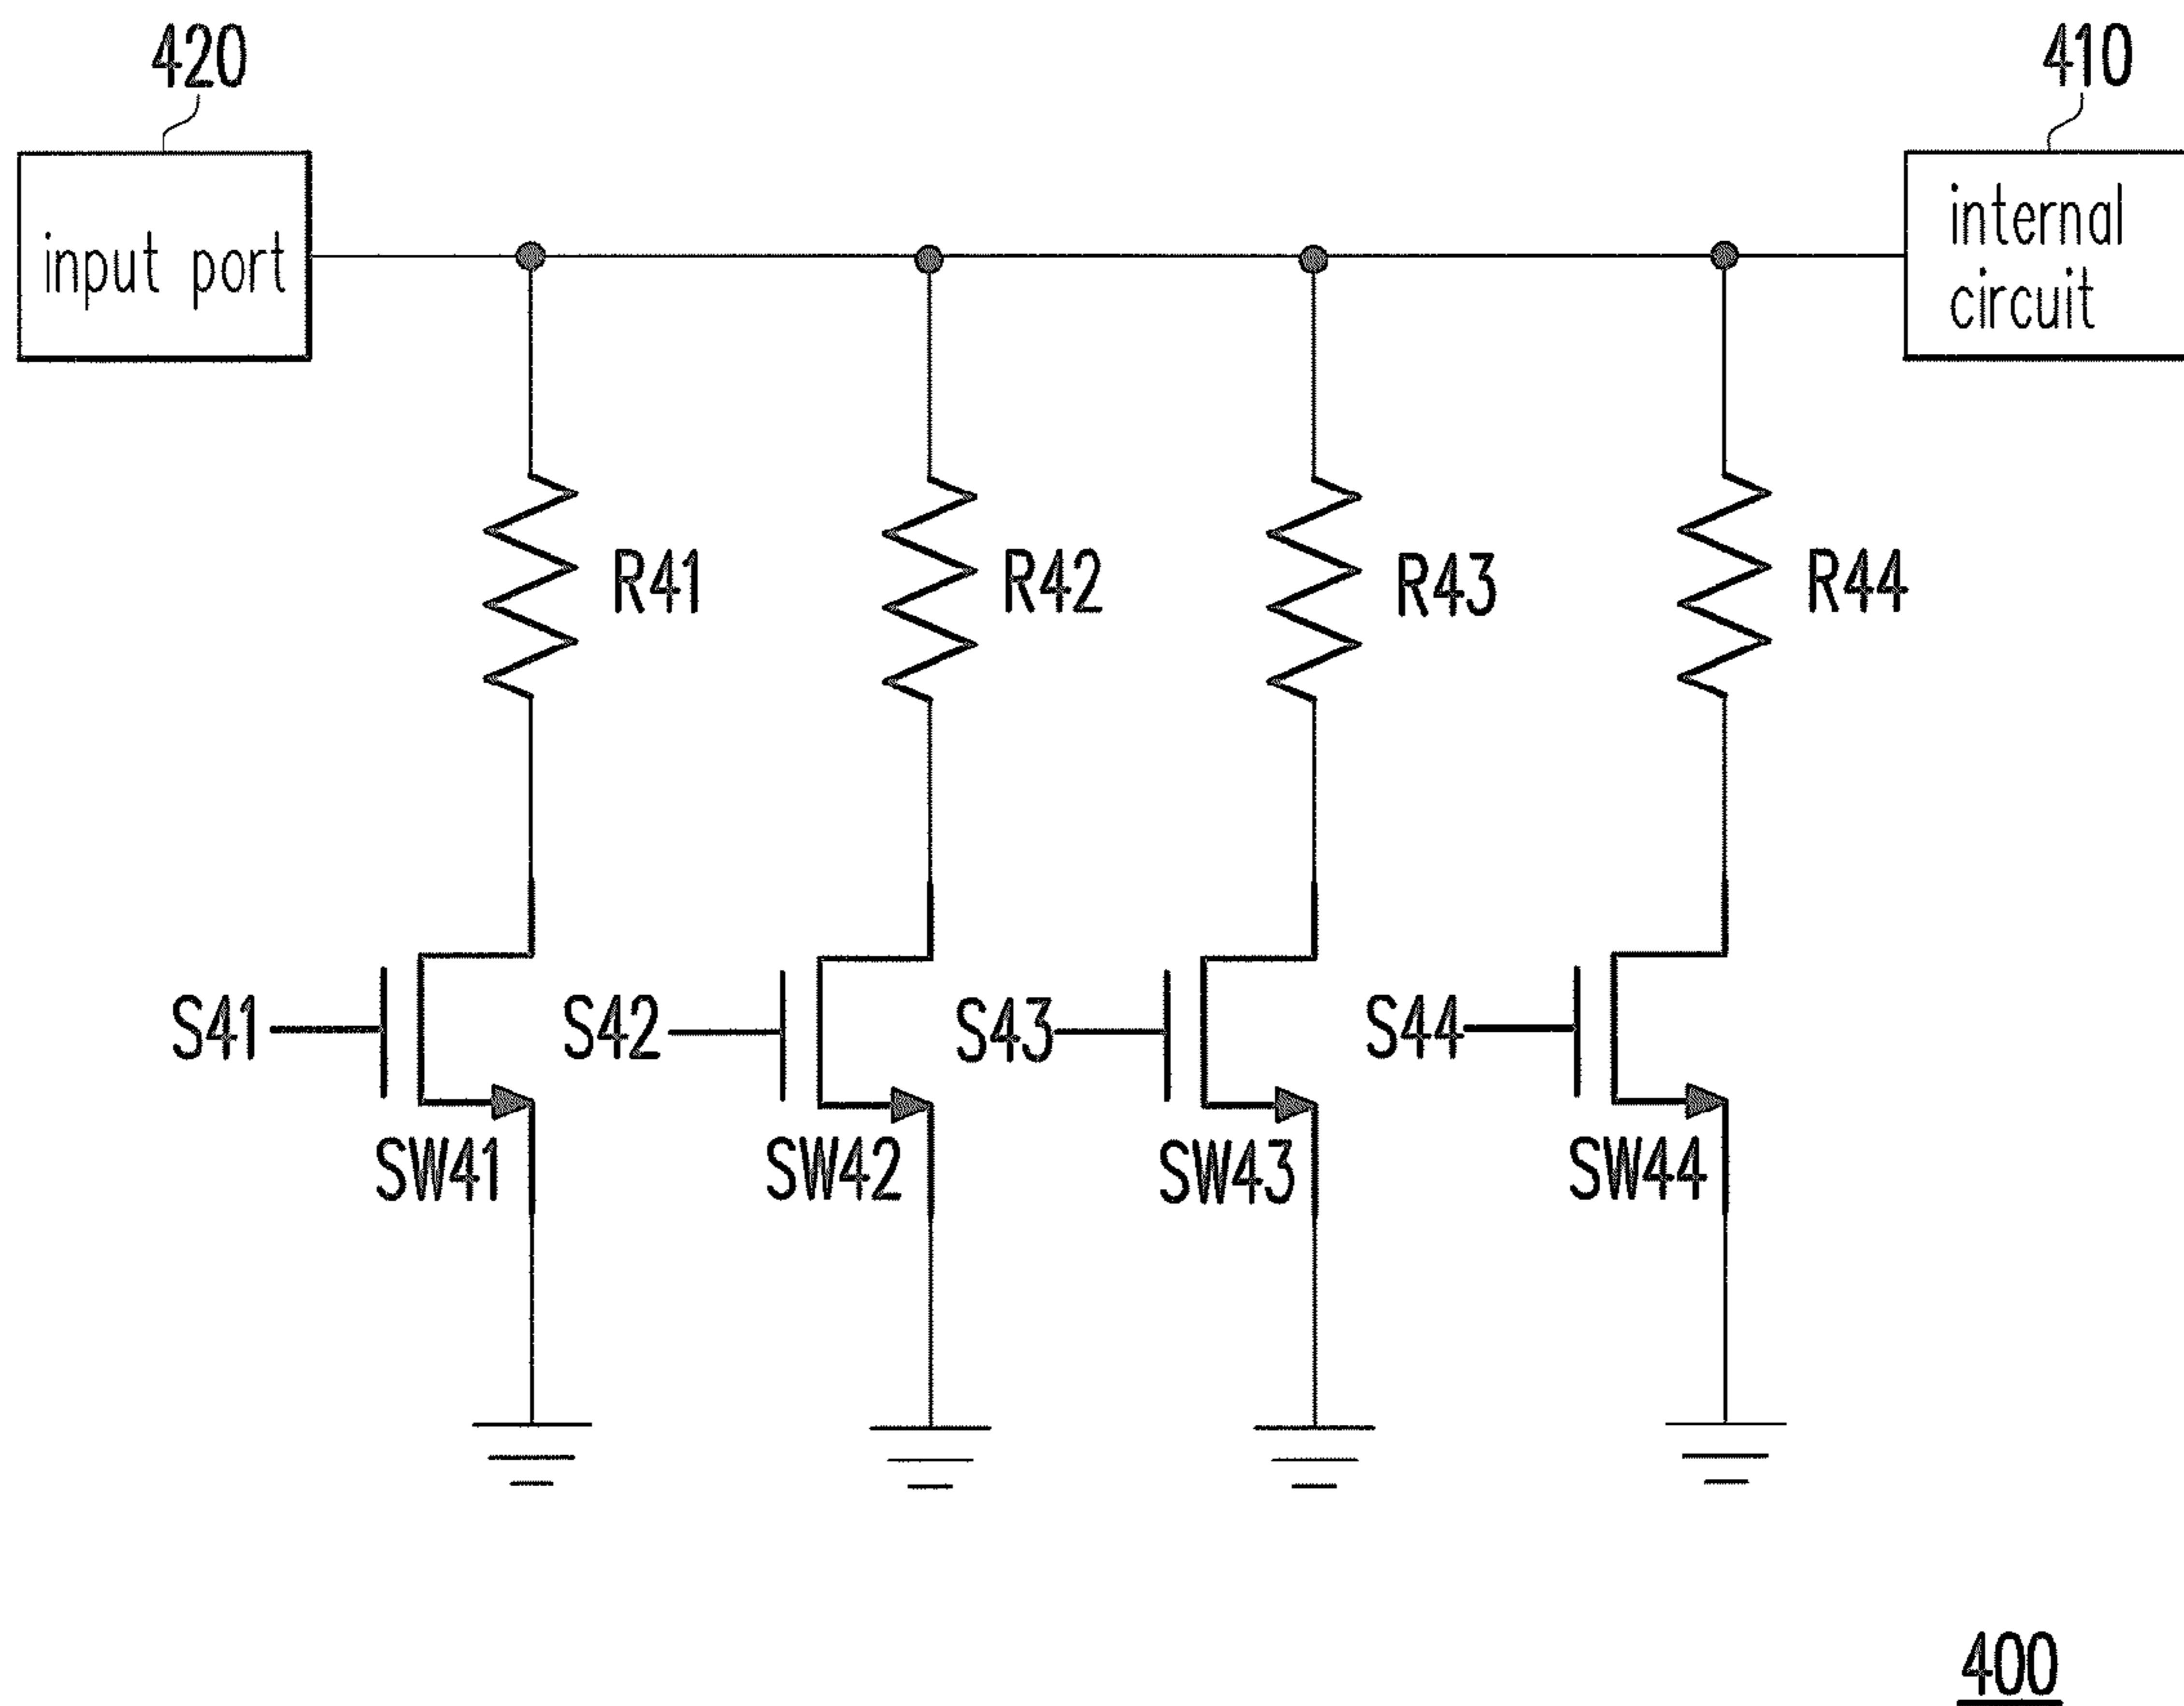 420
410
input port
internal
circuit
R41
R42
R43
R44
S41
S42
S43
S44
SW41
SW42
SW43
SW44
400